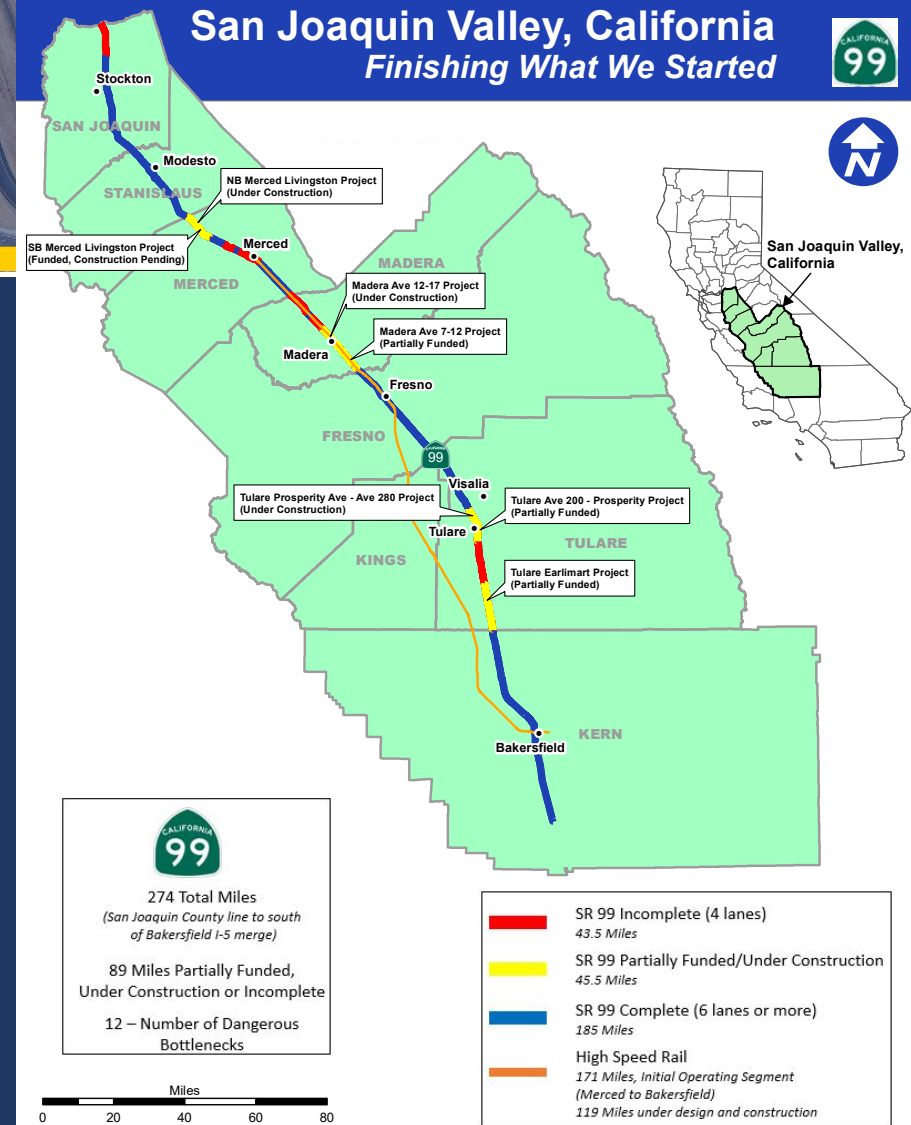 San Joaquin Valley, California
Finishing What We Started
CALIFORNIA
99
N
Stockton
SAN JOAQUIN
Modesto
STANISLAUS
NB Merced Livingston Project
(Under Construction)
SB Merced Livingston Project
(Funded, Construction Pending)
Merced
MERCED
MADERA
Madera Ave 12-17 Project
(Under Construction)
Madera Ave 7-12 Project
(Partially Funded)
Madera
Fresno
FRESNO
99
San Joaquin Valley,
California
Visalia
Tulare Prosperity Ave - Ave 280 Project
(Under Construction)
Tulare Ave 200 - Prosperity Project
(Partially Funded)
Tulare
TULARE
KINGS
Tulare Earlimart Project
(Partially Funded)
KERN
Bakersfield
CALIFORNIA
99
274 Total Miles
(San Joaquin County line to south
of Bakersfield I-5 merge)
89 Miles Partially Funded,
Under Construction or Incomplete
12 – Number of Dangerous
Bottlenecks
Miles
0 20 40 60 80
SR 99 Incomplete (4 lanes)
43.5 Miles
SR 99 Partially Funded/Under Construction
45.5 Miles
SR 99 Complete (6 lanes or more)
185 Miles
High Speed Rail
171 Miles, Initial Operating Segment
(Merced to Bakersfield)
119 Miles under design and construction